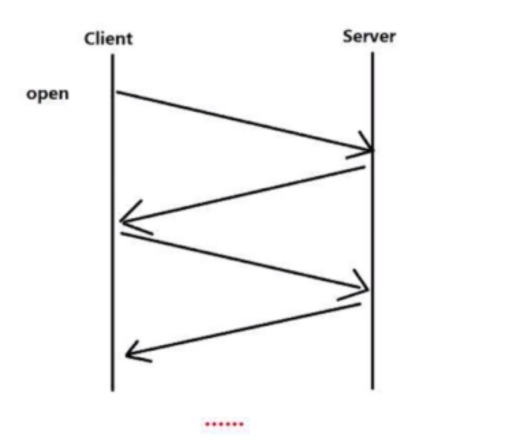 Client
Server
open
......